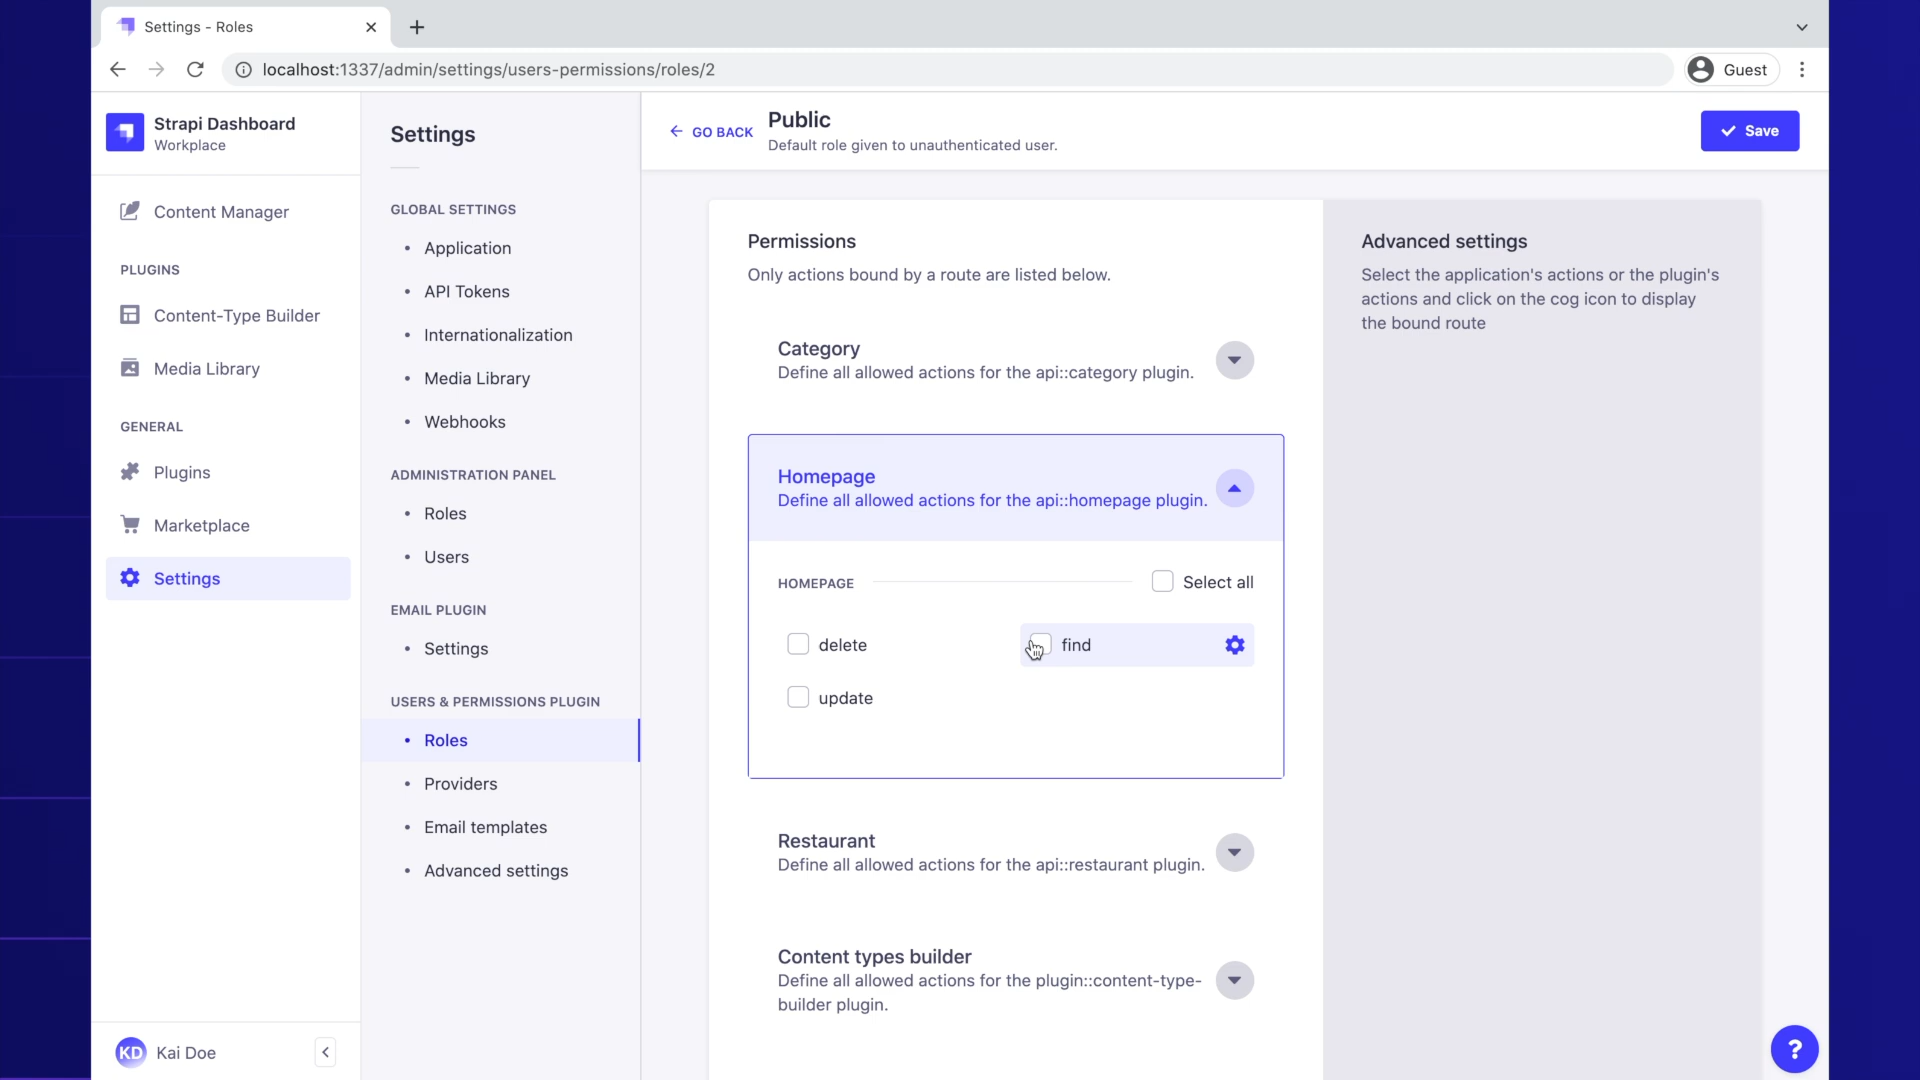 Settings - Roles
localhost:1337/admin/settings/users-permissions/roles/2
Guest
Strapi Dashboard
Workplace
Content Manager
PLUGINS
Content-Type Builder
Media Library
GENERAL
Plugins
Marketplace
Settings
KD
Kai Doe
Settings
GLOBAL SETTINGS
Application
API Tokens
Internationalization
Media Library
Webhooks
ADMINISTRATION PANEL
Roles
Users
EMAIL PLUGIN
Settings
USERS & PERMISSIONS PLUGIN
Roles
Providers
Email templates
Advanced settings
GO BACK
Public
Default role given to unauthenticated user.
Save
Permissions
Only actions bound by a route are listed below.
Category
Define all allowed actions for the api::category plugin.
Homepage
Define all allowed actions for the api::homepage plugin.
HOMEPAGE
Select all
delete
find
update
Restaurant
Define all allowed actions for the api::restaurant plugin.
Content types builder
Define all allowed actions for the plugin::content-type-
builder plugin.
Advanced settings
Select the application's actions or the plugin's
actions and click on the cog icon to display
the bound route
?